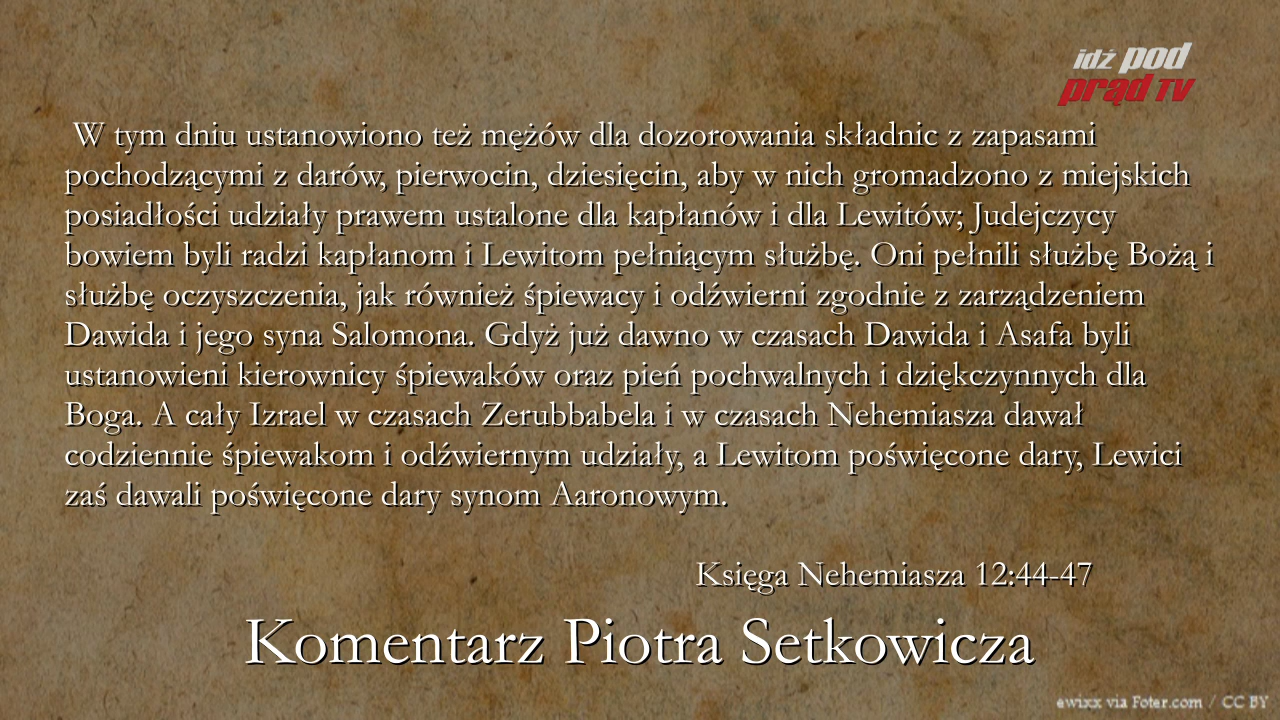 idź pod
prąd TV
W tym dniu ustanowiono też mężów dla dozorowania składnic z zapasami
pochodzącymi z darów, pierwocin, dziesięcin, aby w nich gromadzono z miejskich
posiadłości udziały prawem ustalone dla kapłanów i dla Lewitów; Judejczycy
bowiem byli radzi kapłanom i Lewitom pełniącym służbę. Oni pełnili służbę Bożą i
służbę oczyszczenia, jak również śpiewacy i odźwierni zgodnie z zarządzeniem
Dawida i jego syna Salomona. Gdyż już dawno w czasach Dawida i Asafa byli
ustanowieni kierownicy śpiewaków oraz pień pochwalnych i dziękczynnych dla
Boga. A cały Izrael w czasach Zerubbabela i w czasach Nehemiasza dawał
codziennie śpiewakom i odźwiernym udziały, a Lewitom poświęcone dary, Lewici
zaś dawali poświęcone dary synom Aaronowym.
Księga Nehemiasza 12:44-47
Komentarz Piotra Setkowicza
ewixx via Foter.com / CC BY